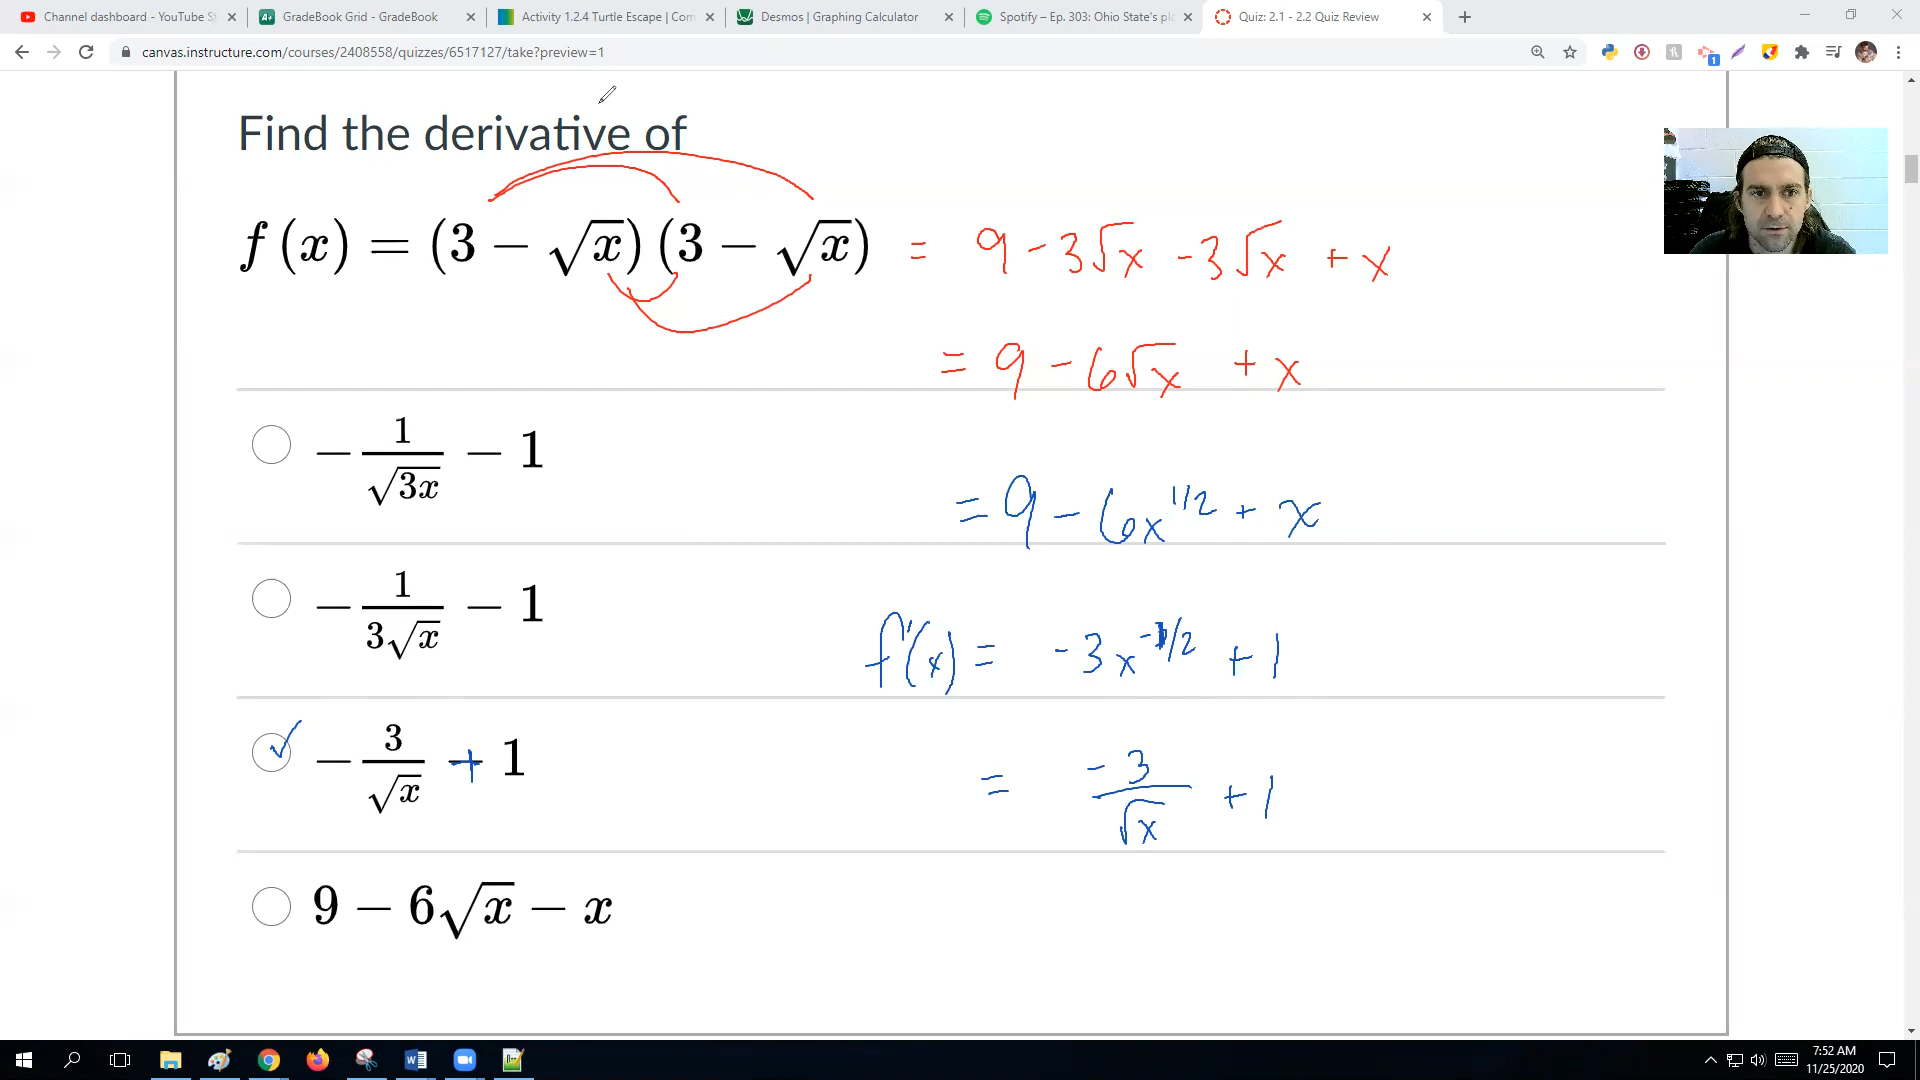 Channel dashboard - YouTube S
GradeBook Grid - GradeBook
Activity 1.2.4 Turtle Escape | Com
Desmos | Graphing Calculator
Spotify – Ep. 303: Ohio State's pl
Quiz: 2.1 - 2.2 Quiz Review
canvas.instructure.com/courses/2408558/quizzes/6517127/take?preview=1
1
Find the derivative of
f(x) = (3 − √x)(3 − √x) = 9 - 3√x - 3√x + x
= 9 - 6√x + x
− 1/√(3x) − 1
= 9 - 6x^(1/2) + x
− 1/(3√x) − 1
f'(x) = -3x^(-1/2) + 1
✓ − 3/√x + 1
= -3/√x + 1
9 − 6√x − x
7:52 AM
11/25/2020